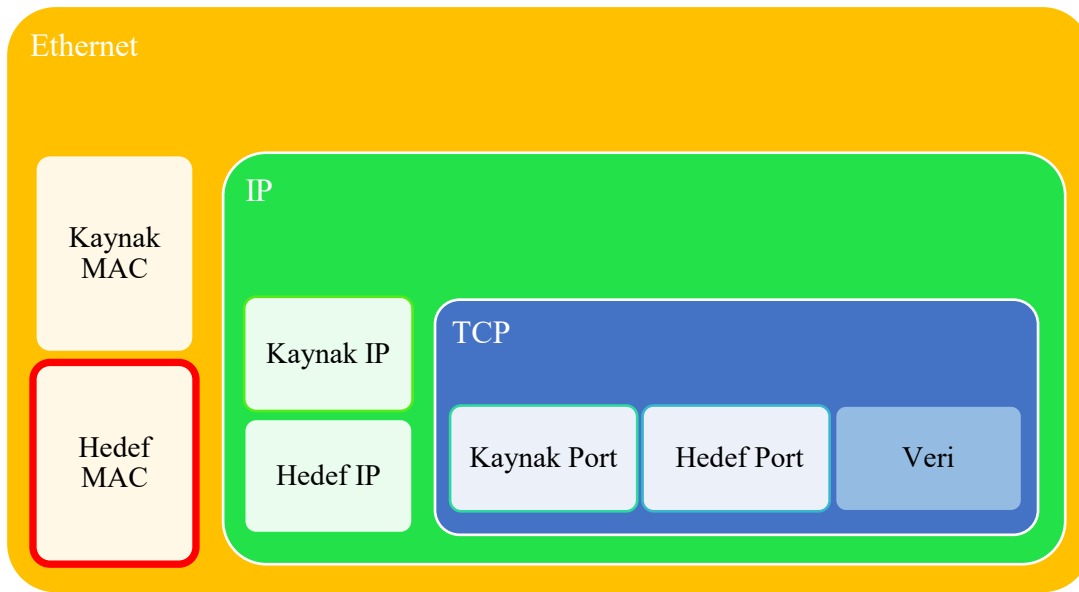 Ethernet
Kaynak
MAC
Hedef
MAC
IP
Kaynak IP
Hedef IP
TCP
Kaynak Port
Hedef Port
Veri